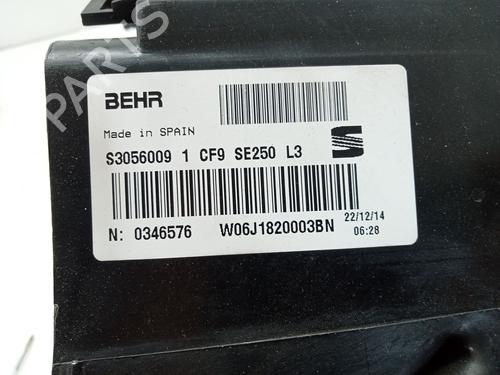 BEHR
Made in SPAIN
S3056009 1 CF9 SE250 L3
N: 0346576 W06J1820003BN
22/12/14
06:28
PARTS